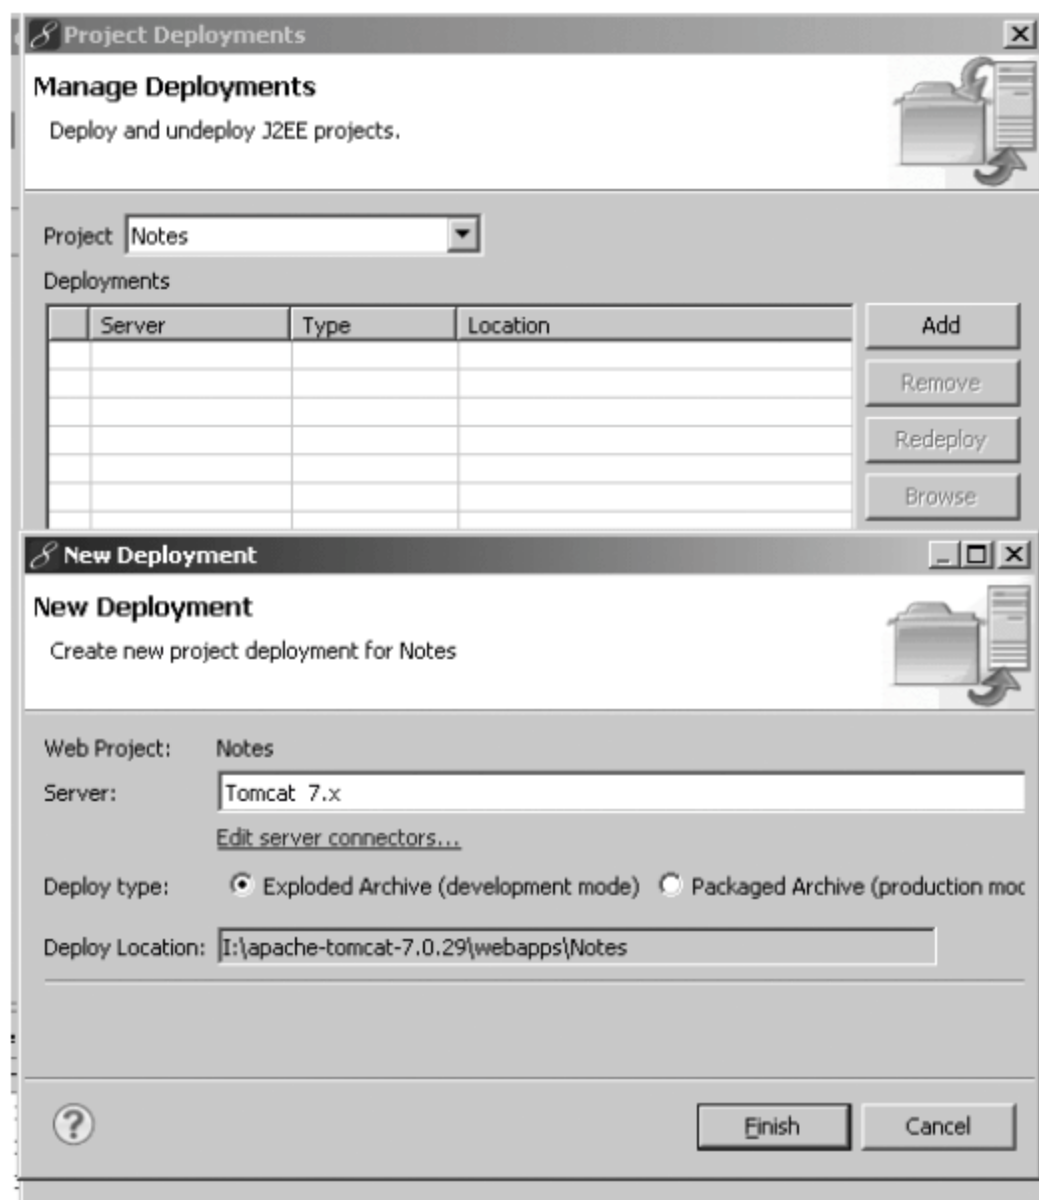 Project Deployments
Manage Deployments
Deploy and undeploy J2EE projects.
Project Notes
Deployments
Server Type Location
Add
Remove
Redeploy
Browse
New Deployment
New Deployment
Create new project deployment for Notes
Web Project: Notes
Server: Tomcat 7.x
Edit server connectors...
Deploy type: Exploded Archive (development mode) Packaged Archive (production moc
Deploy Location: I:\apache-tomcat-7.0.29\webapps\Notes
? Finish Cancel